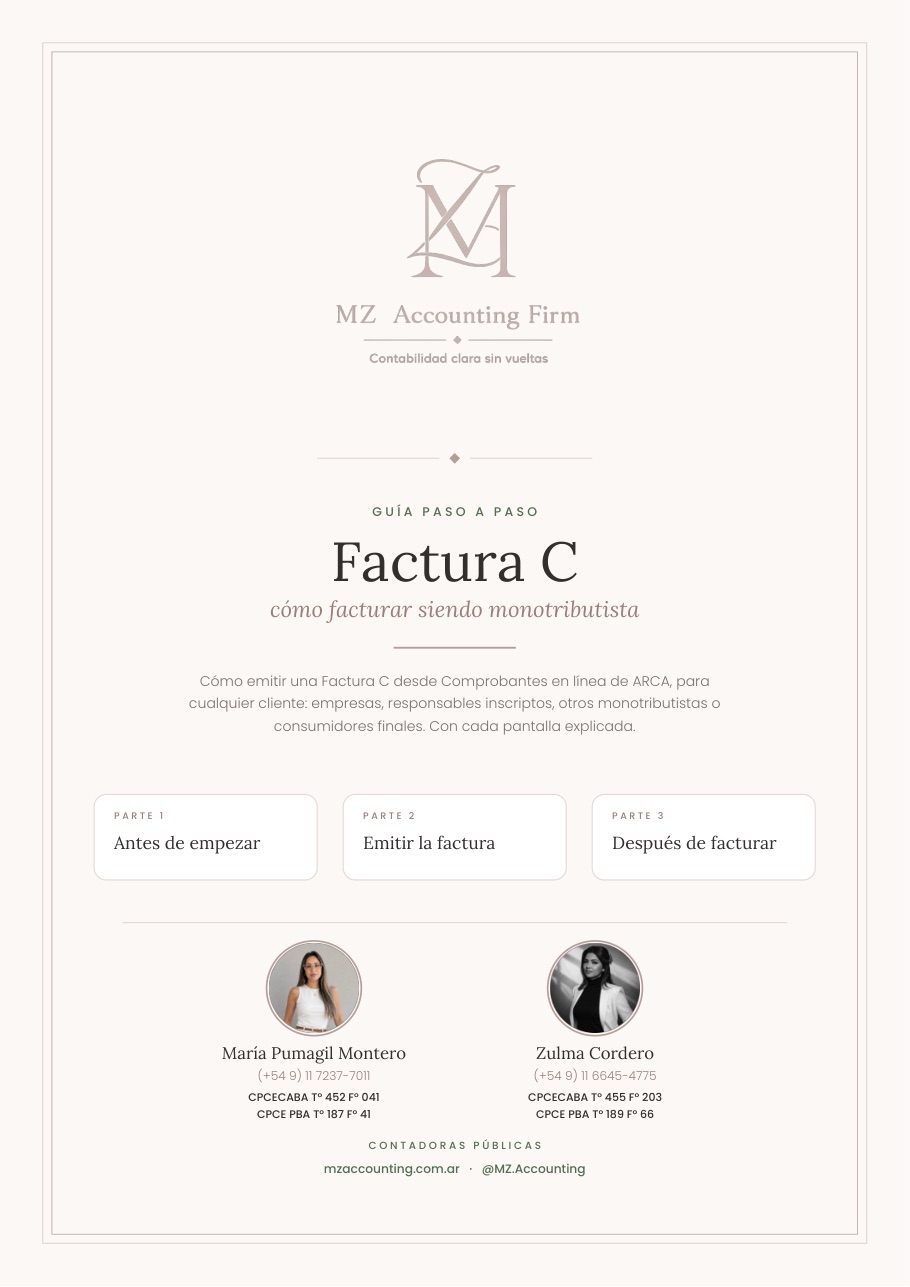 MZ Accounting Firm
Contabilidad clara sin vueltas
GUÍA PASO A PASO
Factura C
cómo facturar siendo monotributista
Cómo emitir una Factura C desde Comprobantes en línea de ARCA, para
cualquier cliente: empresas, responsables inscriptos, otros monotributistas o
consumidores finales. Con cada pantalla explicada.
PARTE 1
Antes de empezar
PARTE 2
Emitir la factura
PARTE 3
Después de facturar
María Pumagil Montero
(+54 9) 11 7237-7011
CPCECABA Tº 452 Fº 041
CPCE PBA Tº 187 Fº 41
Zulma Cordero
(+54 9) 11 6645-4775
CPCECABA Tº 455 Fº 203
CPCE PBA Tº 189 Fº 66
CONTADORAS PÚBLICAS
mzaccounting.com.ar · @MZ.Accounting